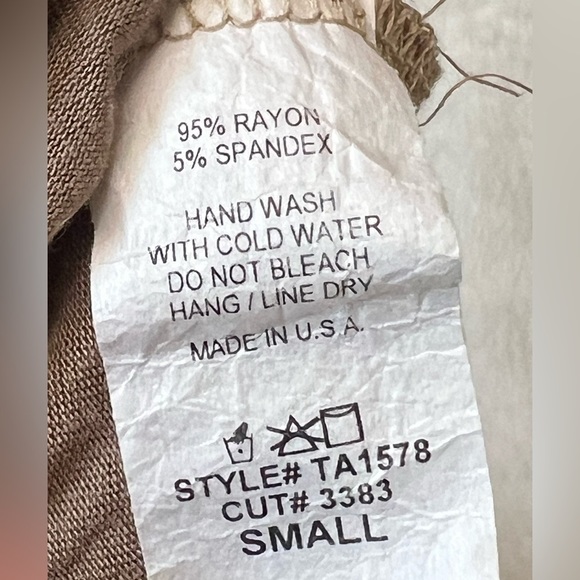 95% RAYON
5% SPANDEX
HAND WASH
WITH COLD WATER
DO NOT BLEACH
HANG / LINE DRY
MADE IN U.S.A.
STYLE# TA1578
CUT# 3383
SMALL